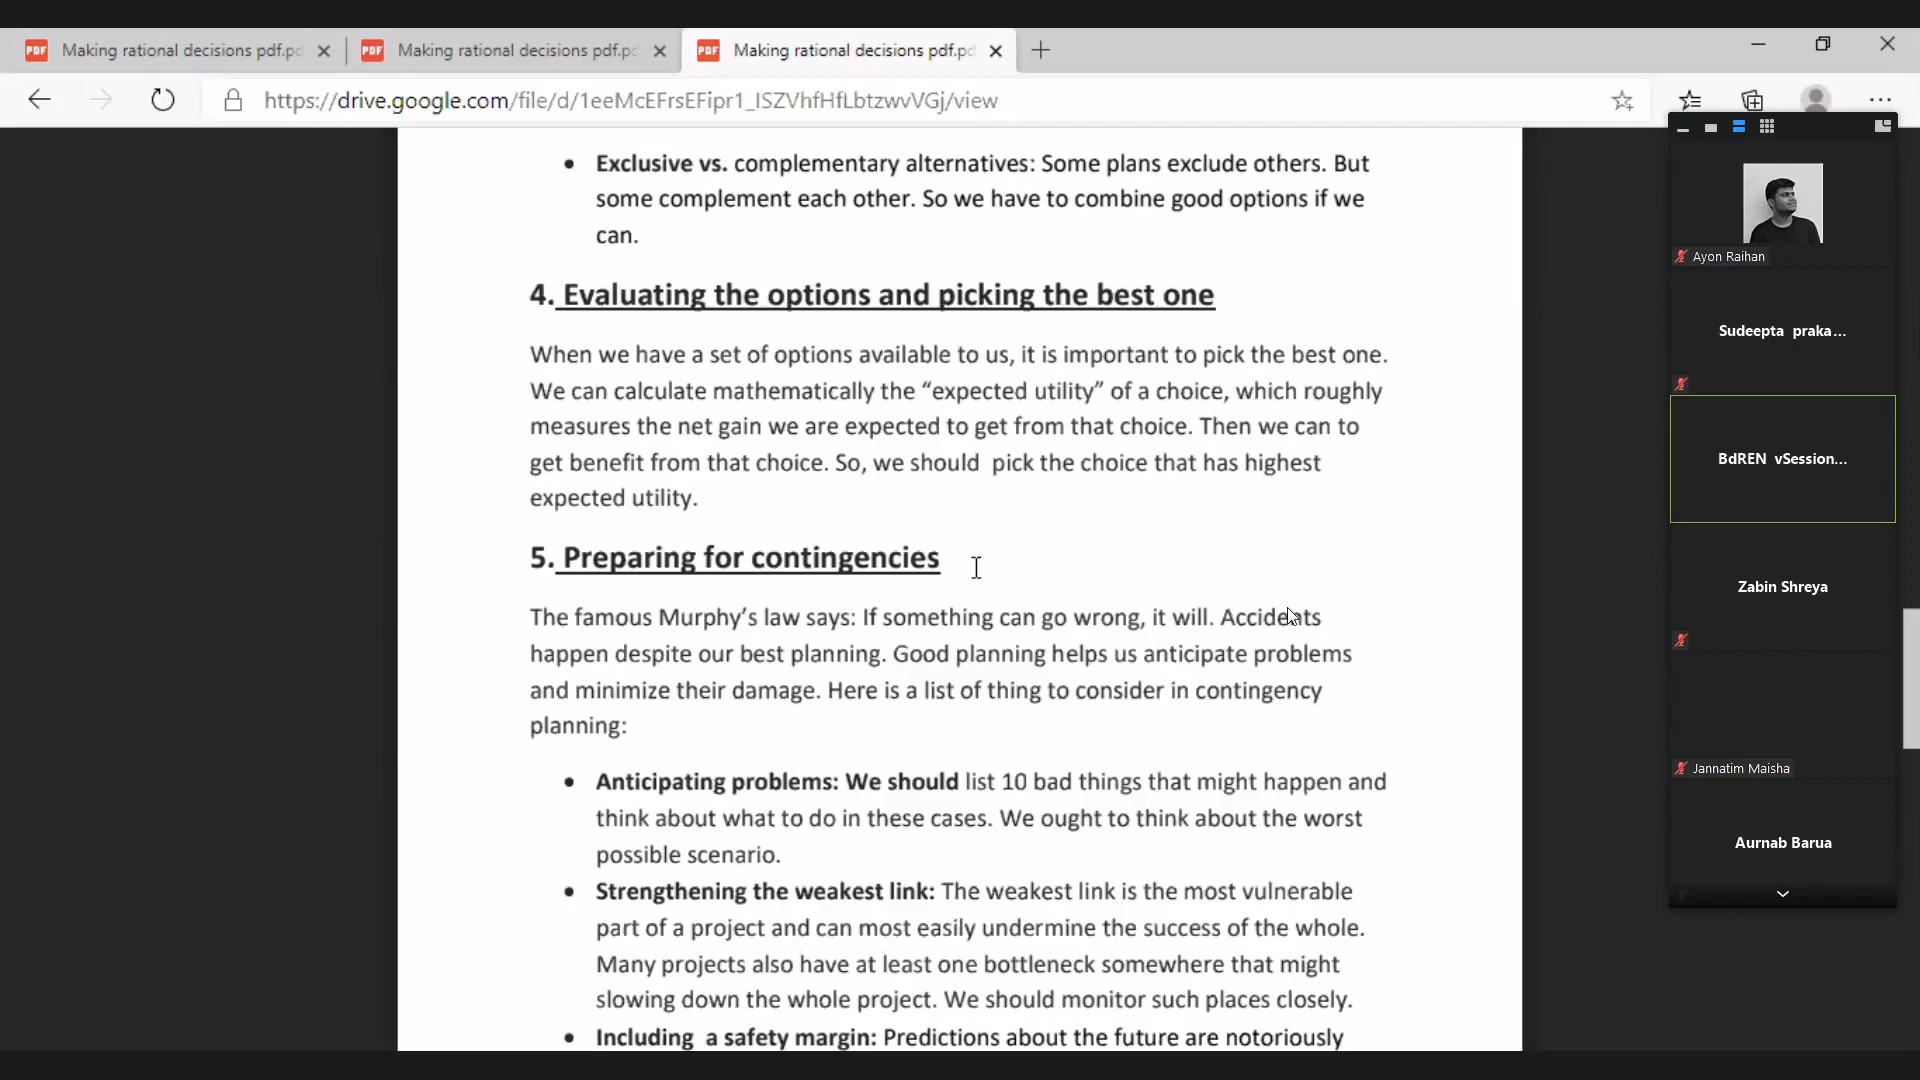 Making rational decisions pdf.pd
Making rational decisions pdf.pd
Making rational decisions pdf.pd
https://drive.google.com/file/d/1eeMcEFrsEFipr1_ISZVhfHfLbtzwvVGj/view
• Exclusive vs. complementary alternatives: Some plans exclude others. But
some complement each other. So we have to combine good options if we
can.
4. Evaluating the options and picking the best one
When we have a set of options available to us, it is important to pick the best one.
We can calculate mathematically the “expected utility” of a choice, which roughly
measures the net gain we are expected to get from that choice. Then we can to
get benefit from that choice. So, we should pick the choice that has highest
expected utility.
5. Preparing for contingencies
The famous Murphy’s law says: If something can go wrong, it will. Accidents
happen despite our best planning. Good planning helps us anticipate problems
and minimize their damage. Here is a list of thing to consider in contingency
planning:
• Anticipating problems: We should list 10 bad things that might happen and
think about what to do in these cases. We ought to think about the worst
possible scenario.
• Strengthening the weakest link: The weakest link is the most vulnerable
part of a project and can most easily undermine the success of the whole.
Many projects also have at least one bottleneck somewhere that might
slowing down the whole project. We should monitor such places closely.
• Including a safety margin: Predictions about the future are notoriously
Ayon Raihan
Sudeepta praka...
BdREN vSession...
Zabin Shreya
Jannatim Maisha
Aurnab Barua